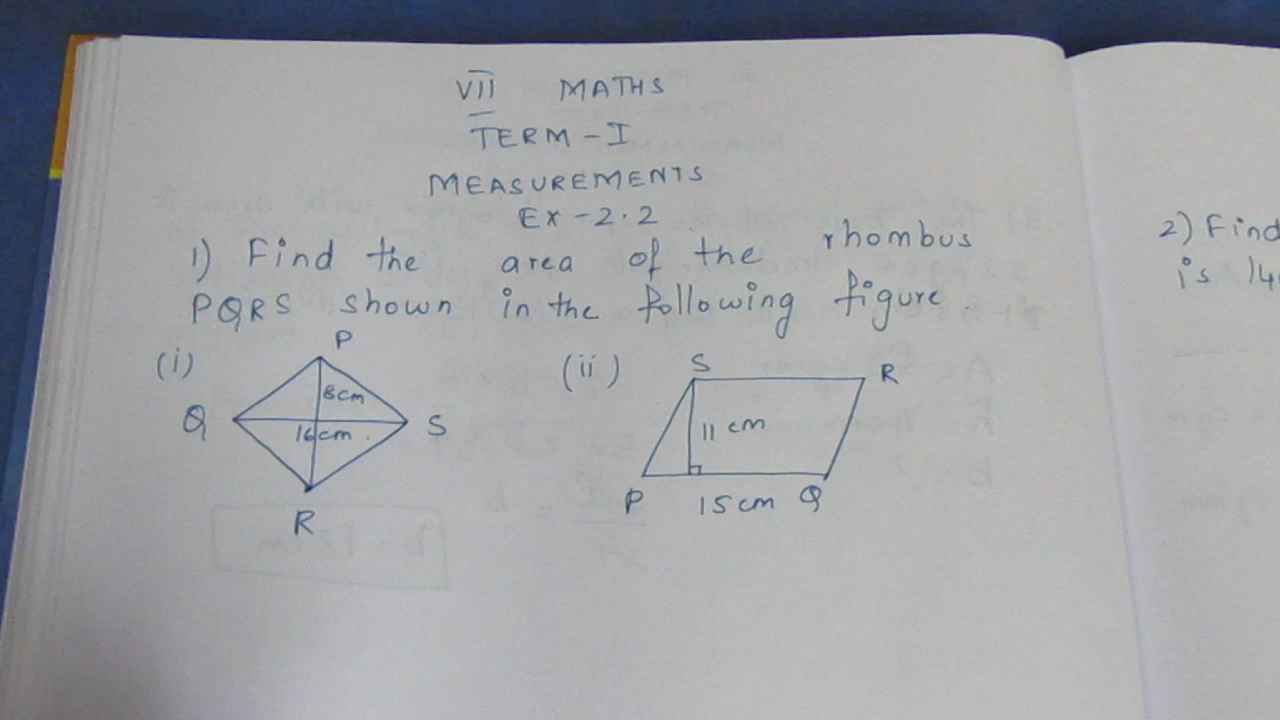 VII MATHS
TERM - I
MEASUREMENTS
Ex - 2.2
1) Find the area of the rhombus
PQRS shown in the following figure.
(i)
P
8cm
Q
S
16cm.
R
(ii)
S
R
11 cm
P
15cm
Q
2) Find
is